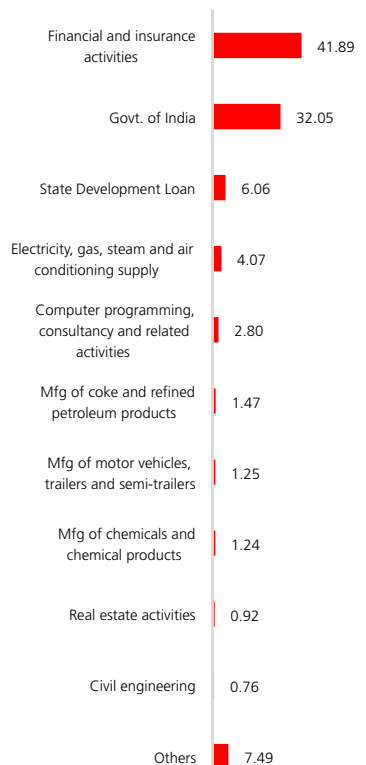 Financial and insurance
activities
41.89
Govt. of India
32.05
State Development Loan
6.06
Electricity, gas, steam and air
conditioning supply
4.07
Computer programming,
consultancy and related
activities
2.80
Mfg of coke and refined
petroleum products
1.47
Mfg of motor vehicles,
trailers and semi-trailers
1.25
Mfg of chemicals and
chemical products
1.24
Real estate activities
0.92
Civil engineering
0.76
Others
7.49